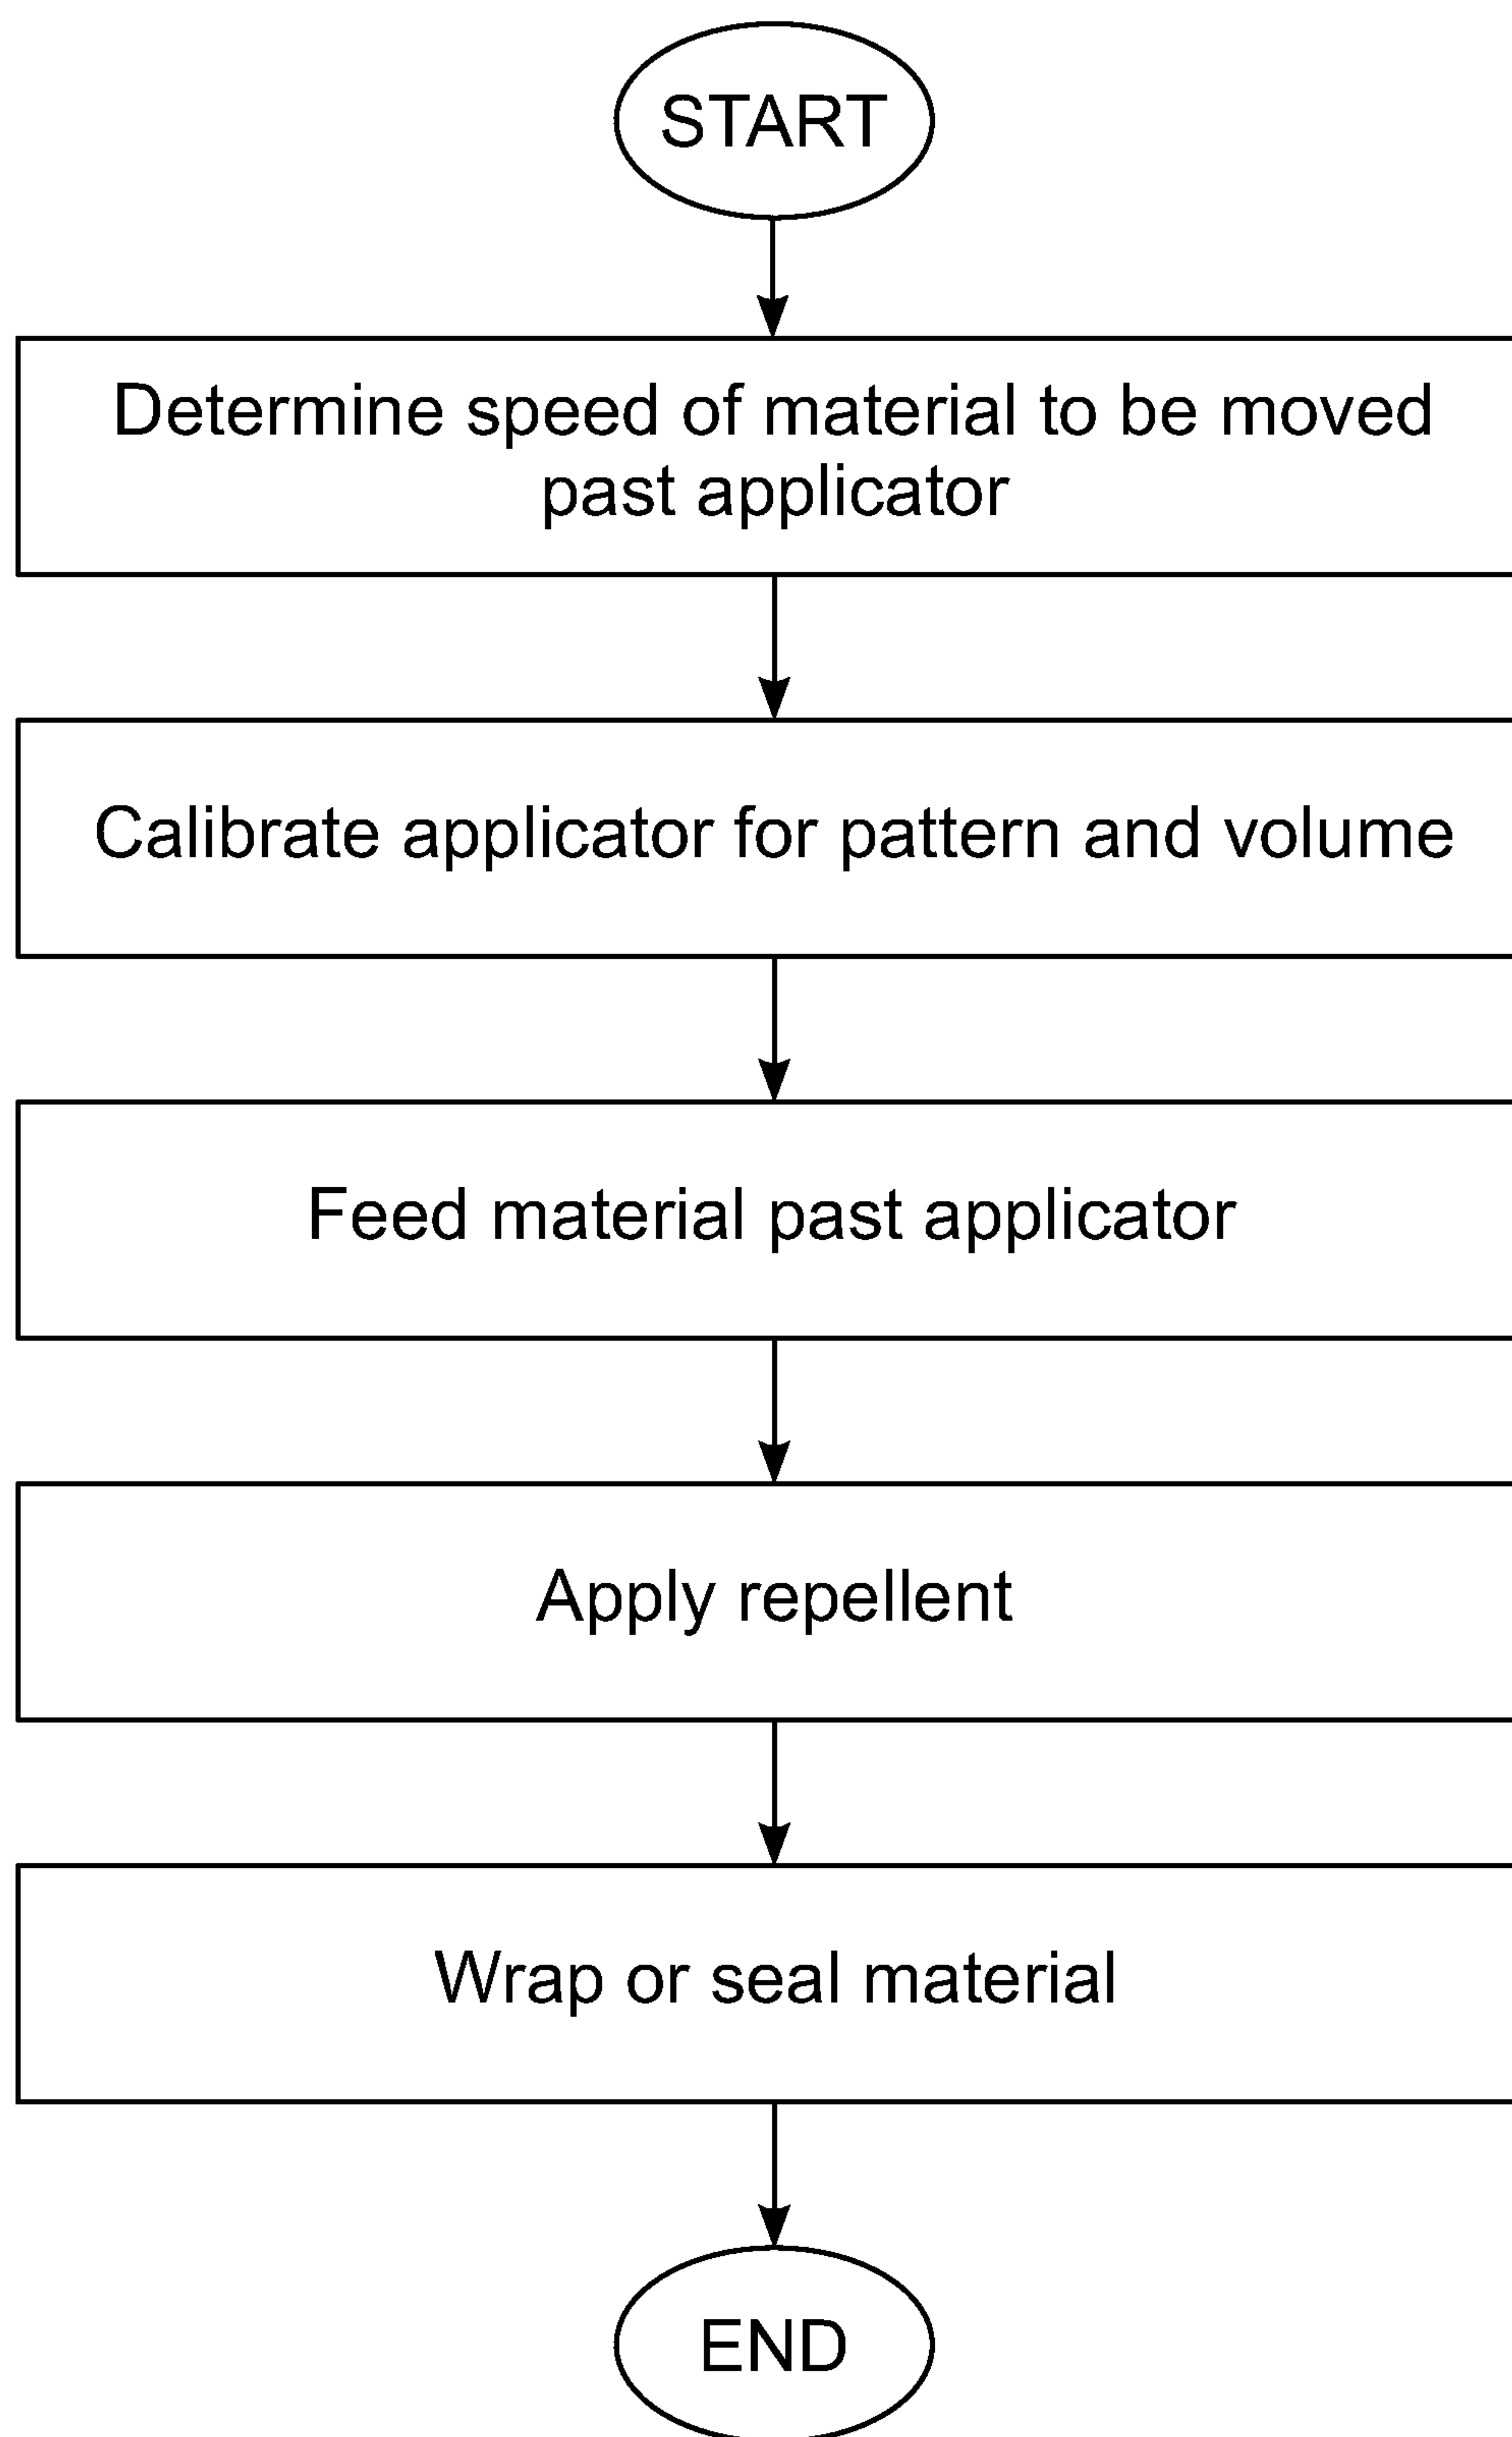 START
Determine speed of material to be moved
past applicator
Calibrate applicator for pattern and volume
Feed material past applicator
Apply repellent
Wrap or seal material
END